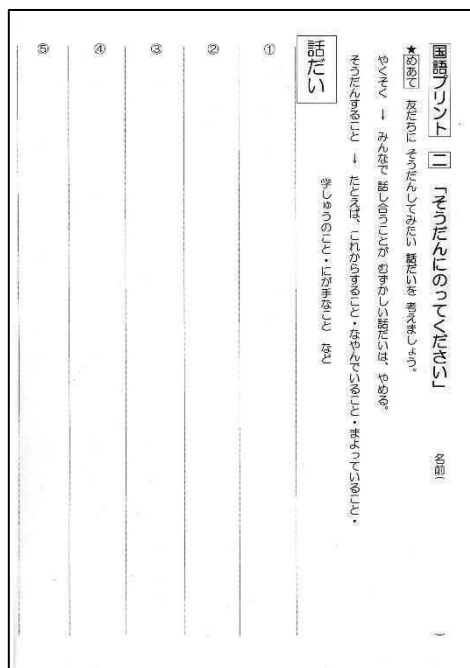 国語プリント 二 「そうだんにのってください」 名前( )
★めあて 友だちに そうだんしてみたい 話だいを 考えましょう。
やくそく → みんなで 話し合うことが むずかしい話だいは、やめる。
そうだんすること → たとえば、これからすること・なやんでいること・まよっていること・
学しゅうのこと・にが手なこと など
話だい
①
②
③
④
⑤